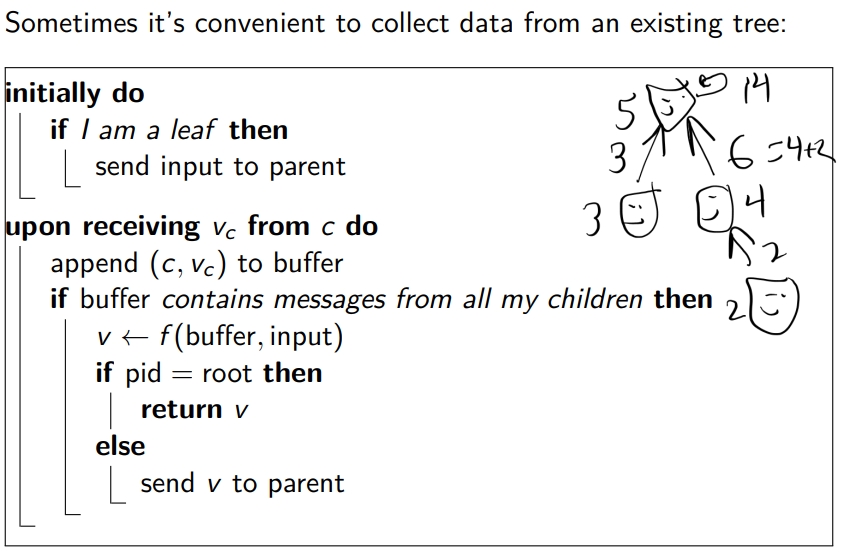 Sometimes it's convenient to collect data from an existing tree:
initially do
if I am a leaf then
send input to parent
upon receiving v_c from c do
append (c, v_c) to buffer
if buffer contains messages from all my children then
v ← f(buffer, input)
if pid = root then
return v
else
send v to parent
5
14
3
6 = 4+2
3
4
2
2